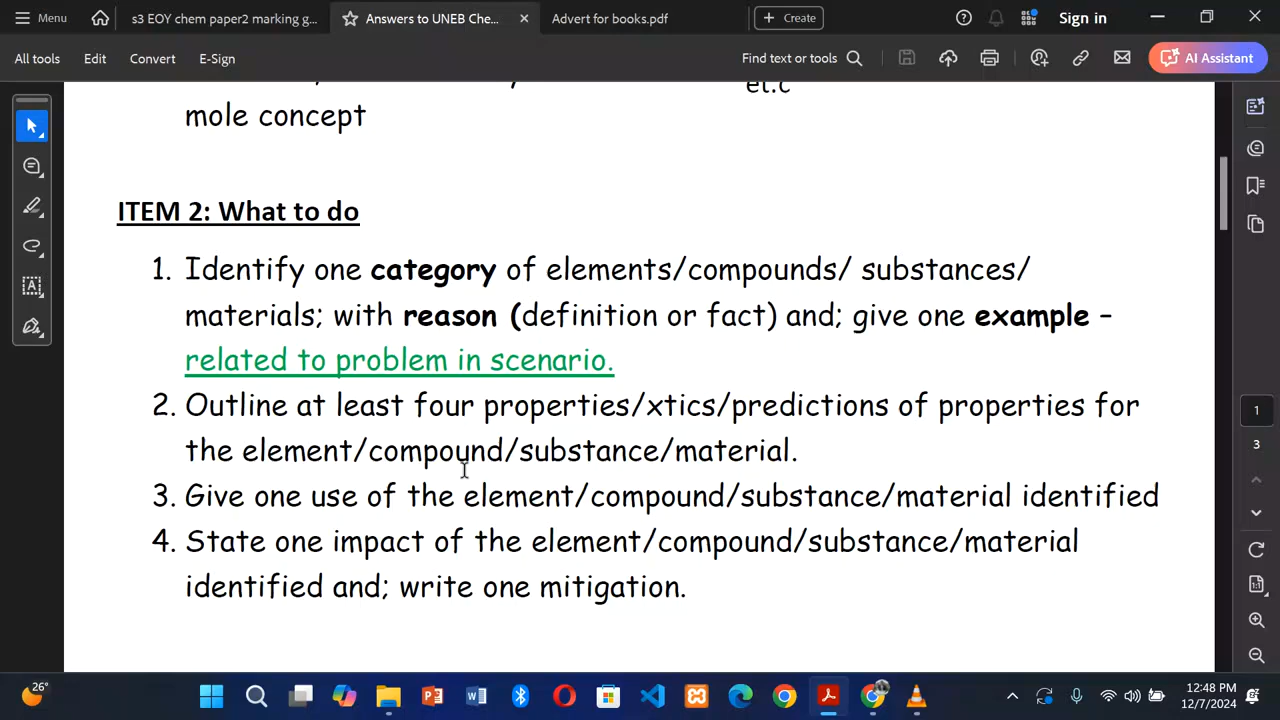 Menu
s3 EOY chem paper2 marking g...
Answers to UNEB Che...
Advert for books.pdf
Create
Sign in
All tools
Edit
Convert
E-Sign
Find text or tools
AI Assistant
et.c
mole concept
ITEM 2: What to do
1. Identify one category of elements/compounds/ substances/
materials; with reason (definition or fact) and; give one example –
related to problem in scenario.
2. Outline at least four properties/xtics/predictions of properties for
the element/compound/substance/material.
3. Give one use of the element/compound/substance/material identified
4. State one impact of the element/compound/substance/material
identified and; write one mitigation.
1
3
26°
12:48 PM
12/7/2024